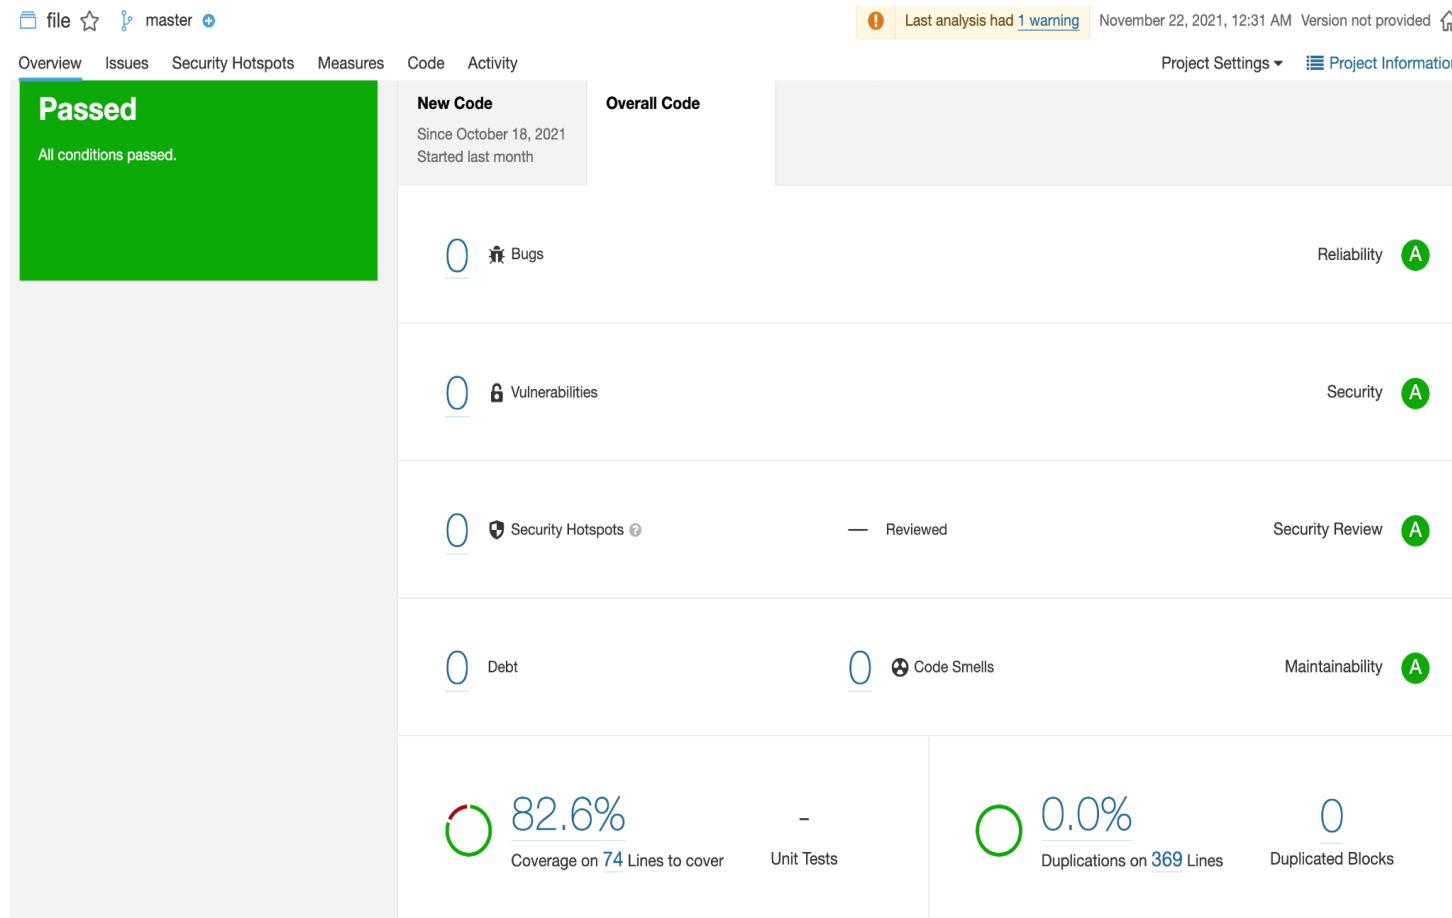 file master
Last analysis had 1 warning November 22, 2021, 12:31 AM Version not provided
Overview Issues Security Hotspots Measures Code Activity
Project Settings Project Informatio
Passed
All conditions passed.
New Code
Since October 18, 2021
Started last month
Overall Code
0 Bugs Reliability A
0 Vulnerabilities Security A
0 Security Hotspots ? — Reviewed Security Review A
0 Debt 0 Code Smells Maintainability A
82.6%
Coverage on 74 Lines to cover
-
Unit Tests
0.0%
Duplications on 369 Lines
0
Duplicated Blocks